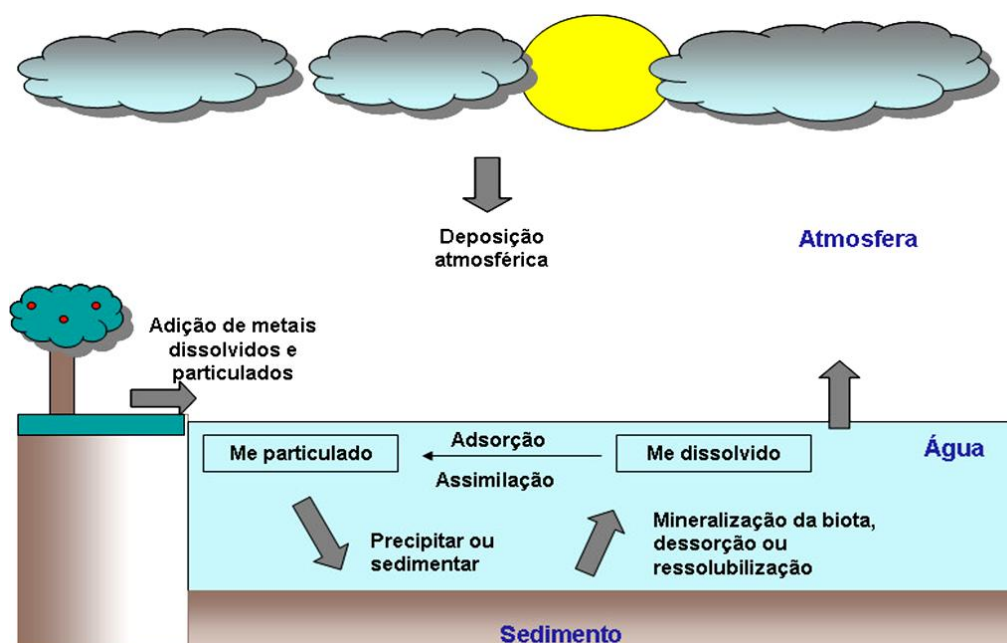 Deposição
atmosférica
Atmosfera
Adição de metais
dissolvidos e
particulados
Me particulado
Adsorção
Assimilação
Me dissolvido
Água
Precipitar ou
sedimentar
Mineralização da biota,
dessorção ou
ressolubilização
Sedimento